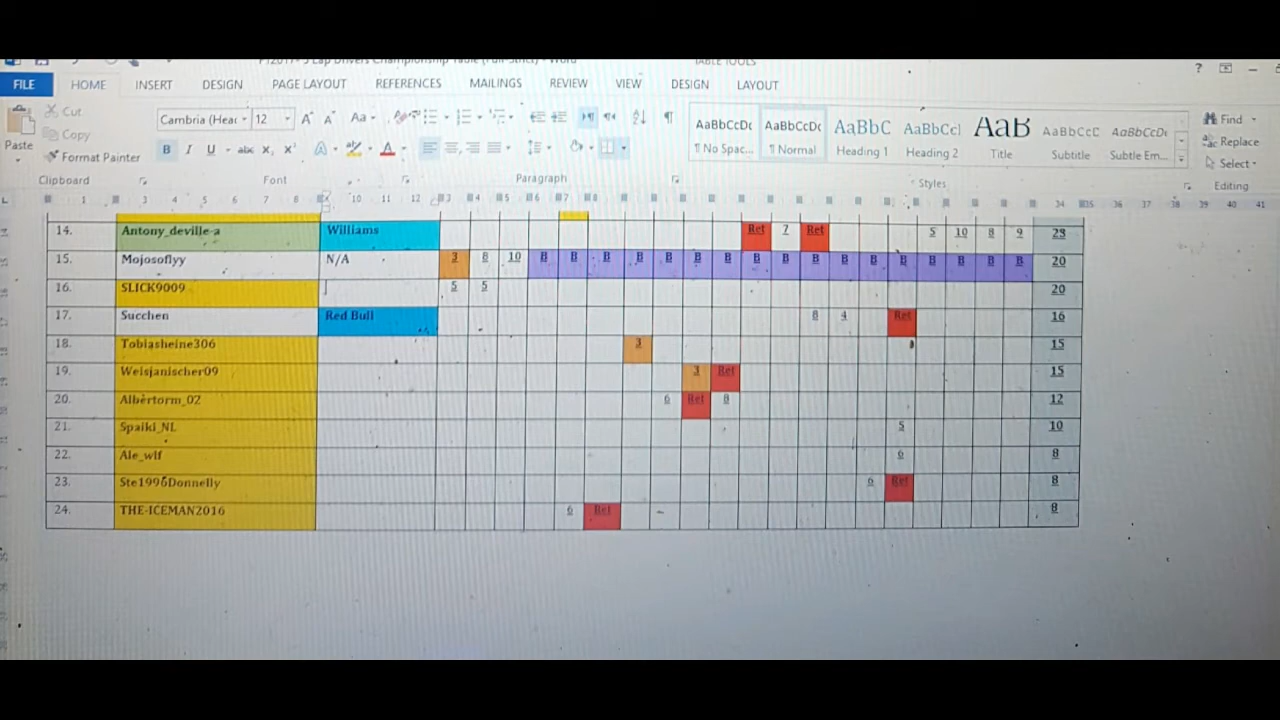 FILE HOME INSERT DESIGN PAGE LAYOUT REFERENCES MAILINGS REVIEW VIEW DESIGN LAYOUT
Cut
Copy
Format Painter
Paste
Clipboard
Cambria (Hea 12
Font
Paragraph
AaBbCcDc AaBbCcDc AaBbC AaBbCcl AaB AaBbCcC AaBbCcDc
¶ No Spac... ¶ Normal Heading 1 Heading 2 Title Subtitle Subtle Em...
Styles
Find
Replace
Select
Editing
14. Antony_deville-a Williams Ret 7 Ret 5 10 8 9 23
15. Mojosoflyy N/A 3 8 10 B B B B B B B B B B B B B B B B B 20
16. SLICK9009 5 5 20
17. Succhen Red Bull 8 4 Ret 16
18. Tobiasheine306 3 15
19. Weisjanischer09 3 Ret 15
20. Albertorm_02 6 Ret 8 12
21. Spaiki_NL 5 10
22. Ale_wlf 6 8
23. Ste1996Donnelly 6 Ret 8
24. THE-ICEMAN2016 6 Ret 8